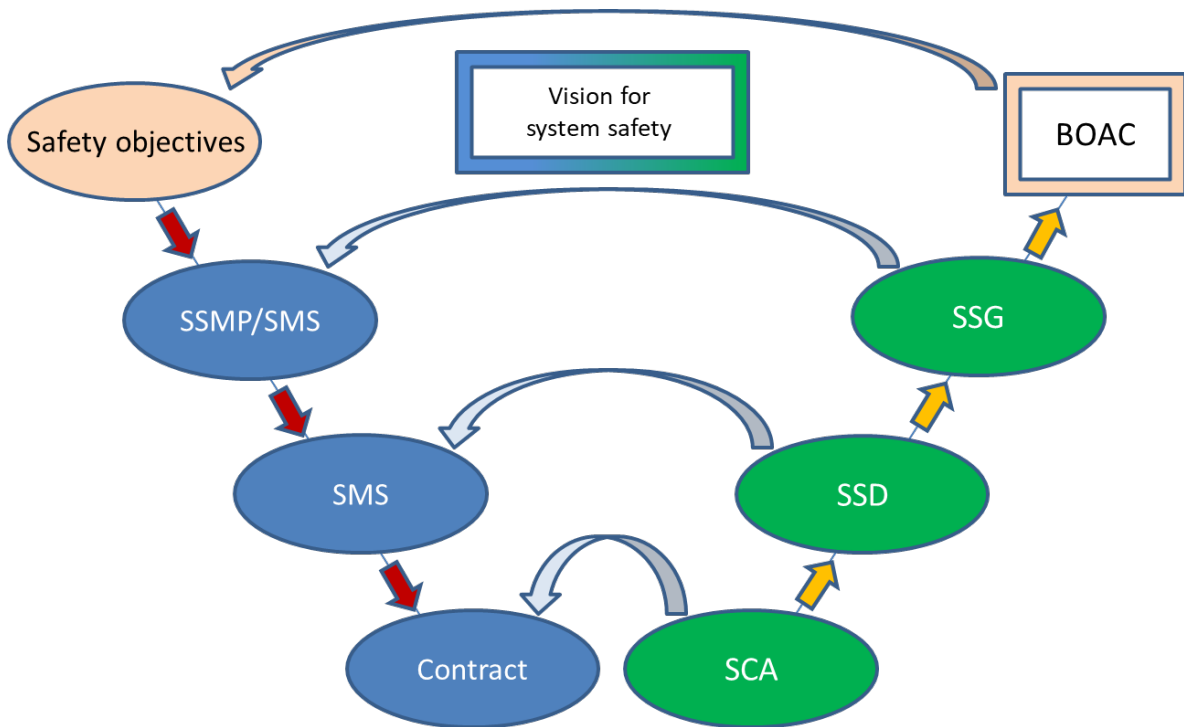 Vision for
system safety
Safety objectives
BOAC
SSMP/SMS
SSG
SMS
SSD
Contract
SCA